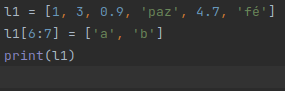 l1 = [1, 3, 0.9, 'paz', 4.7, 'fé']
l1[6:7] = ['a', 'b']
print(l1)